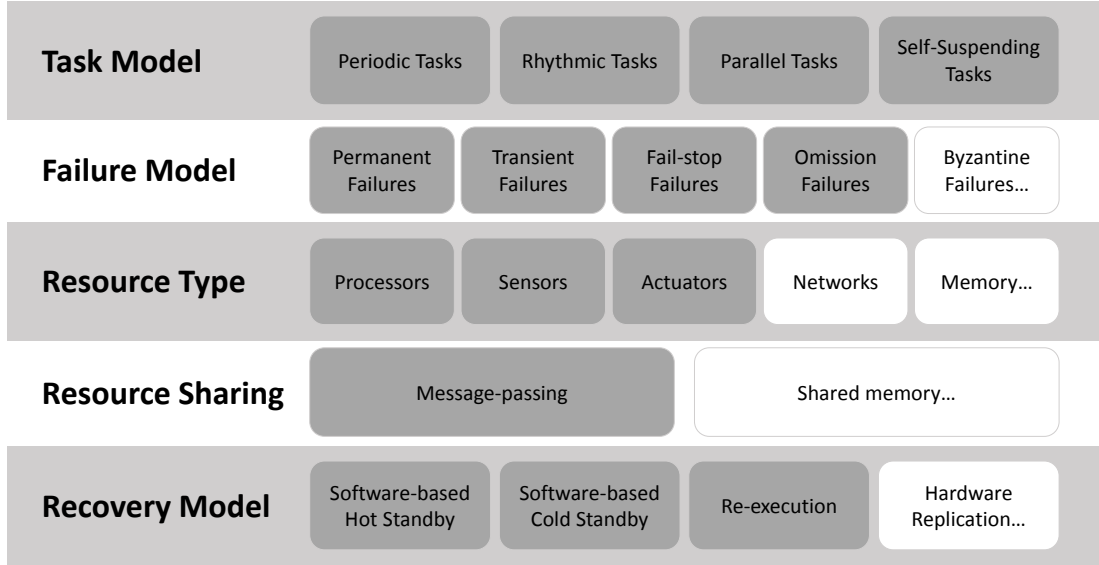 Task Model
Periodic Tasks
Rhythmic Tasks
Parallel Tasks
Self-Suspending
Tasks
Failure Model
Permanent
Failures
Transient
Failures
Fail-stop
Failures
Omission
Failures
Byzantine
Failures…
Resource Type
Processors
Sensors
Actuators
Networks
Memory…
Resource Sharing
Message-passing
Shared memory…
Recovery Model
Software-based
Hot Standby
Software-based
Cold Standby
Re-execution
Hardware
Replication…